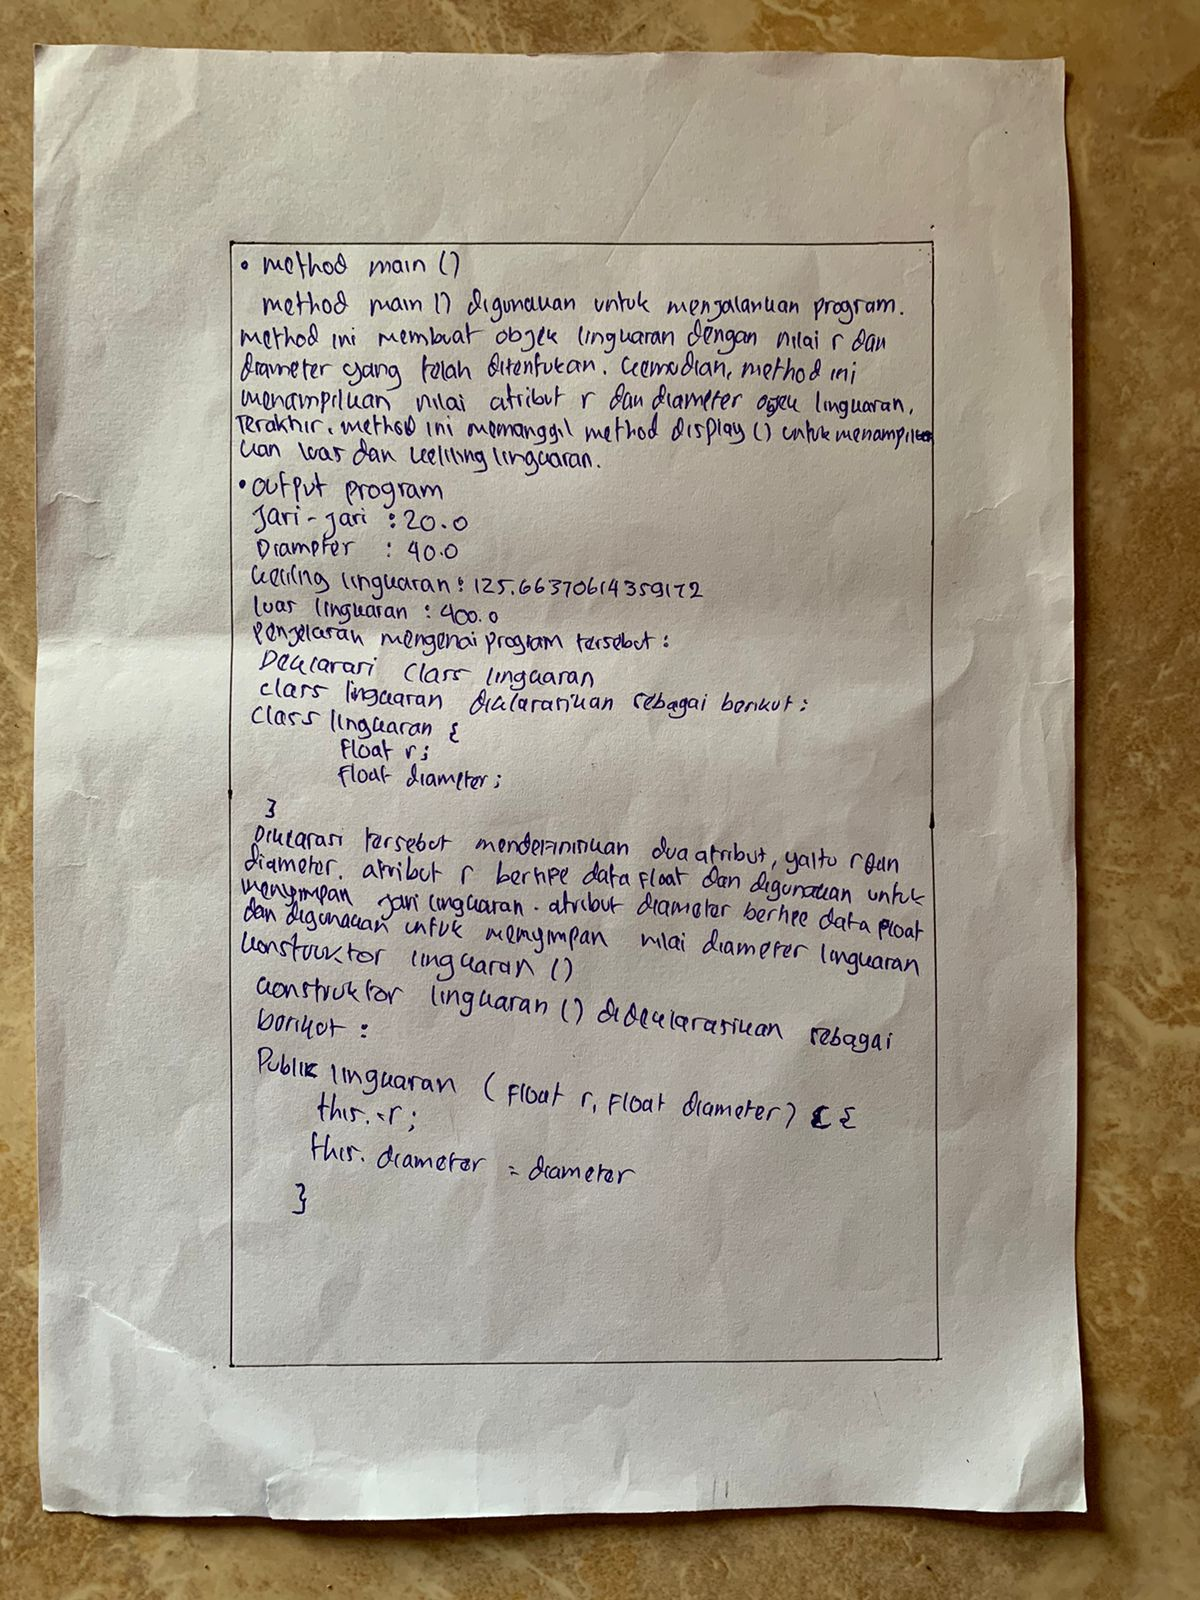 • method main ()
method main () digunakan untuk menjalankan program.
method ini membuat objek lingkaran dengan nilai r dan
diameter yang telah ditentukan. Kemudian, method ini
menampilkan nilai atribut r dan diameter objek lingkaran.
Terakhir, method ini memanggil method display () untuk menampil
kan luas dan keliling lingkaran.
• output program
Jari-jari : 20.0
Diameter : 40.0
keliling lingkaran : 125.66370614359172
luas lingkaran : 400.0
penjelasan mengenai program tersebut :
Deklarasi class lingkaran
class lingkaran diklarasikan sebagai berikut :
class lingkaran {
float r;
float diameter;
}
Diklarasi tersebut mendefinisikan dua atribut, yaitu r dan
diameter. atribut r bertipe data float dan digunakan untuk
menyimpan jari lingkaran. atribut diameter bertipe data float
dan digunakan untuk menyimpan nilai diameter lingkaran
konstruktor lingkaran ()
konstruktor lingkaran () dideklarasikan sebagai
berikut :
Public lingkaran (Float r, Float diameter) {
this. =r;
this. diameter = diameter
}